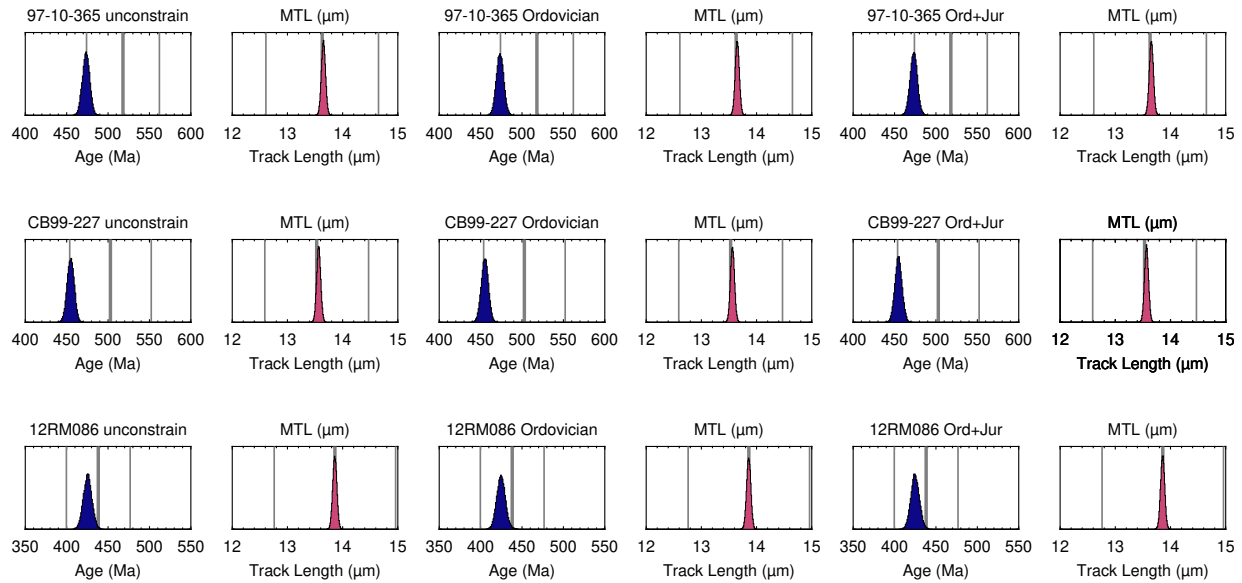 97-10-365 unconstrain MTL (µm) 97-10-365 Ordovician MTL (µm) 97-10-365 Ord+Jur MTL (µm)
400 450 500 550 600 12 13 14 15 400 450 500 550 600 12 13 14 15 400 450 500 550 600 12 13 14 15
Age (Ma) Track Length (µm) Age (Ma) Track Length (µm) Age (Ma) Track Length (µm)
CB99-227 unconstrain MTL (µm) CB99-227 Ordovician MTL (µm) CB99-227 Ord+Jur MTL (µm)
400 450 500 550 600 12 13 14 15 400 450 500 550 600 12 13 14 15 400 450 500 550 600 12 13 14 15
Age (Ma) Track Length (µm) Age (Ma) Track Length (µm) Age (Ma) Track Length (µm)
12RM086 unconstrain MTL (µm) 12RM086 Ordovician MTL (µm) 12RM086 Ord+Jur MTL (µm)
350 400 450 500 550 12 13 14 15 350 400 450 500 550 12 13 14 15 350 400 450 500 550 12 13 14 15
Age (Ma) Track Length (µm) Age (Ma) Track Length (µm) Age (Ma) Track Length (µm)